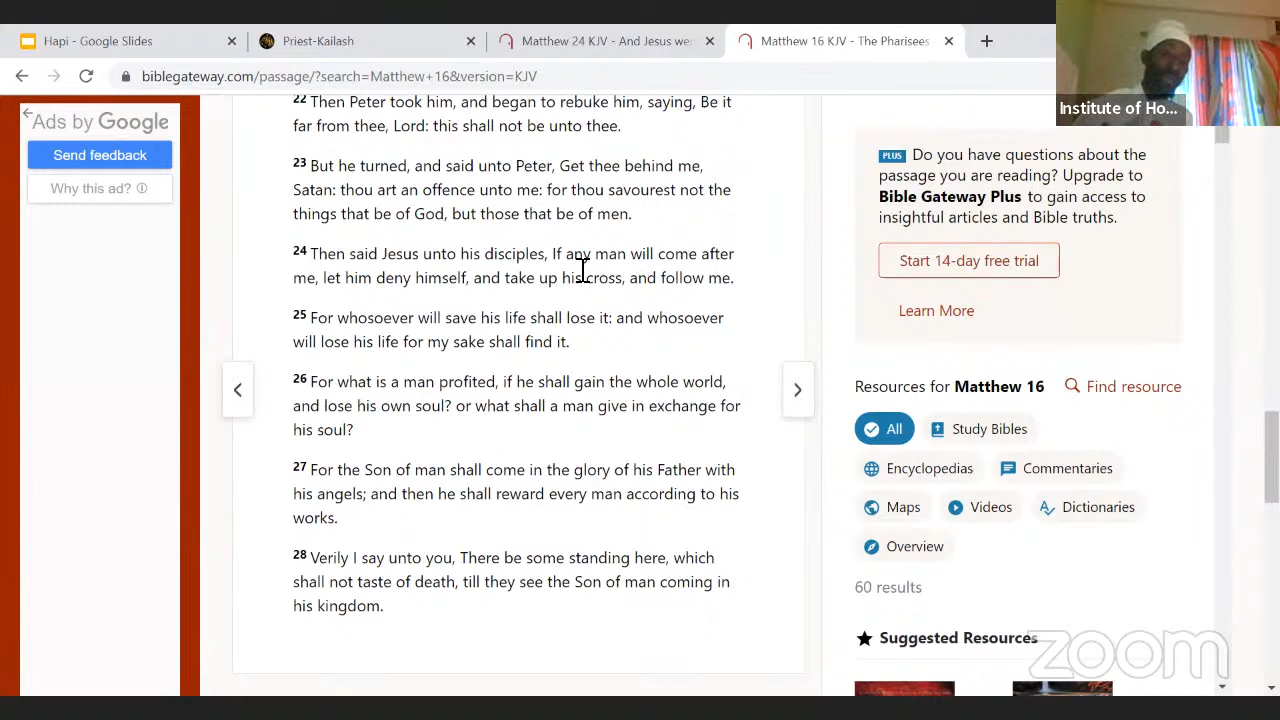 Hapi - Google Slides
Priest-Kailash
Matthew 24 KJV - And Jesus wer
Matthew 16 KJV - The Pharisees
biblegateway.com/passage/?search=Matthew+16&version=KJV
Institute of Ho...
Ads by Google
Send feedback
Why this ad?
22 Then Peter took him, and began to rebuke him, saying, Be it
far from thee, Lord: this shall not be unto thee.
23 But he turned, and said unto Peter, Get thee behind me,
Satan: thou art an offence unto me: for thou savourest not the
things that be of God, but those that be of men.
24 Then said Jesus unto his disciples, If any man will come after
me, let him deny himself, and take up his cross, and follow me.
25 For whosoever will save his life shall lose it: and whosoever
will lose his life for my sake shall find it.
26 For what is a man profited, if he shall gain the whole world,
and lose his own soul? or what shall a man give in exchange for
his soul?
27 For the Son of man shall come in the glory of his Father with
his angels; and then he shall reward every man according to his
works.
28 Verily I say unto you, There be some standing here, which
shall not taste of death, till they see the Son of man coming in
his kingdom.
PLUS Do you have questions about the
passage you are reading? Upgrade to
Bible Gateway Plus to gain access to
insightful articles and Bible truths.
Start 14-day free trial
Learn More
Resources for Matthew 16
Find resource
All
Study Bibles
Encyclopedias
Commentaries
Maps
Videos
Dictionaries
Overview
60 results
Suggested Resources
zoom